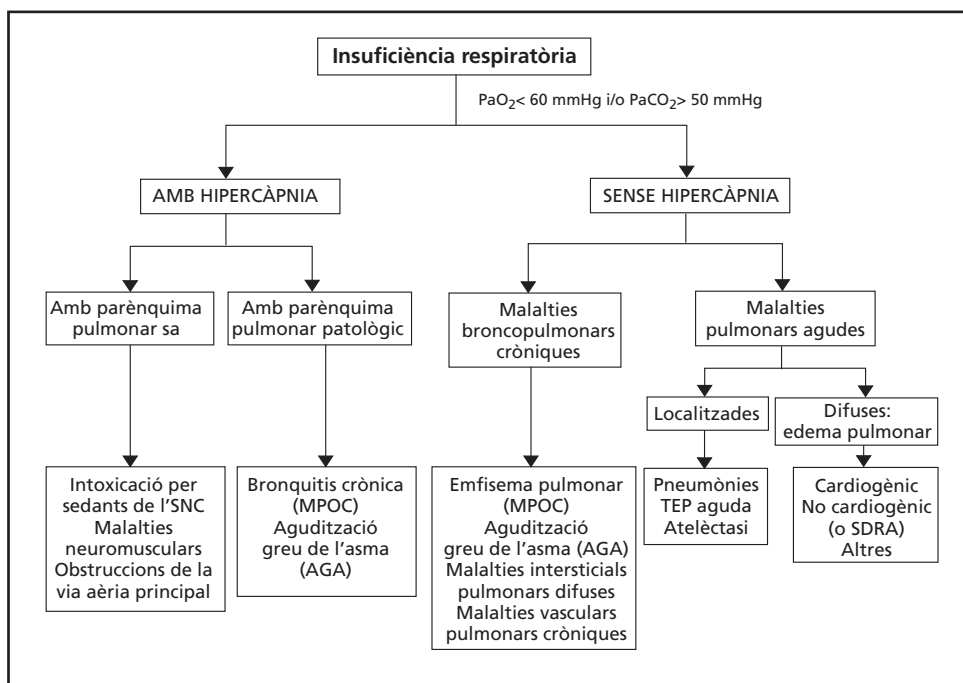 Insuficiència respiratòria
PaO2< 60 mmHg i/o PaCO2> 50 mmHg
AMB HIPERCÀPNIA
SENSE HIPERCÀPNIA
Amb parènquima
pulmonar sa
Amb parènquima
pulmonar patològic
Malalties
broncopulmonars
cròniques
Malalties
pulmonars agudes
Localitzades
Difuses:
edema pulmonar
Intoxicació per
sedants de l’SNC
Malalties
neuromusculars
Obstruccions de la
via aèria principal
Bronquitis crònica
(MPOC)
Agudització
greu de l’asma
(AGA)
Emfisema pulmonar
(MPOC)
Agudització
greu de l’asma (AGA)
Malalties intersticials
pulmonars difuses
Malalties vasculars
pulmonars cròniques
Pneumònies
TEP aguda
Atelèctasi
Cardiogènic
No cardiogènic
(o SDRA)
Altres